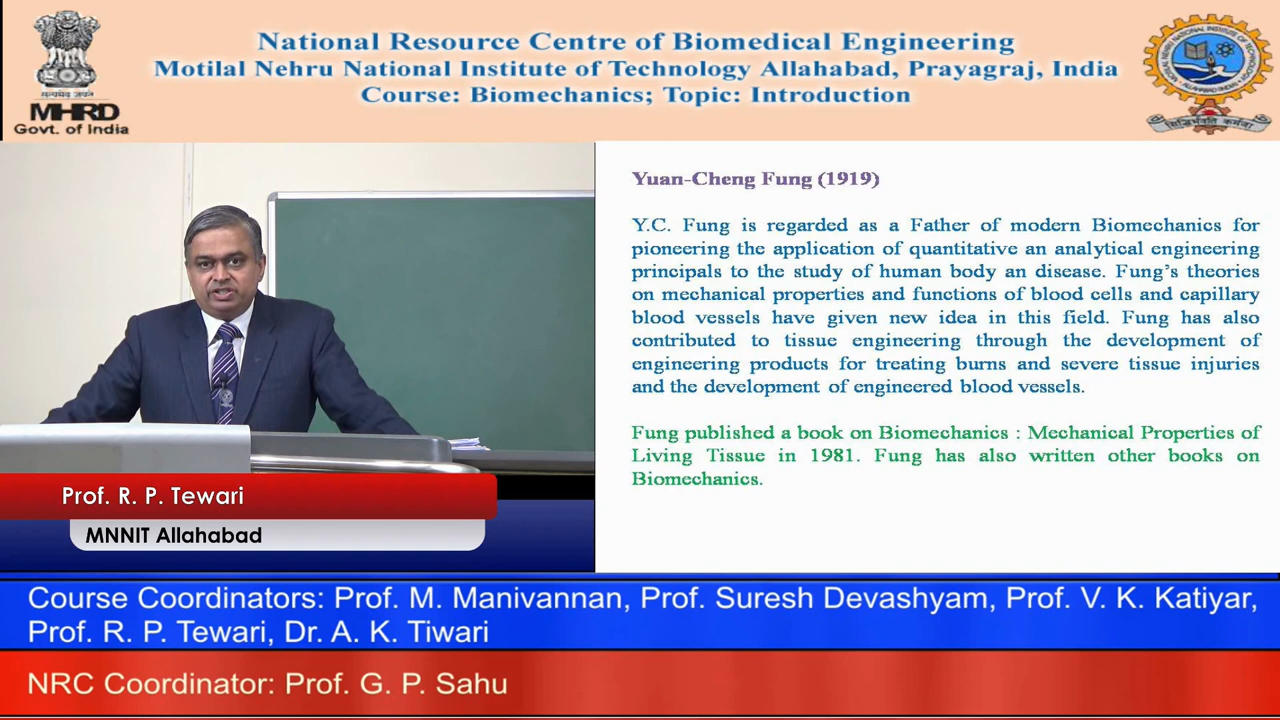 National Resource Centre of Biomedical Engineering
Motilal Nehru National Institute of Technology Allahabad, Prayagraj, India
Course: Biomechanics; Topic: Introduction
सत्यमेव जयते
MHRD
Govt. of India
Yuan-Cheng Fung (1919)
Y.C. Fung is regarded as a Father of modern Biomechanics for
pioneering the application of quantitative an analytical engineering
principals to the study of human body an disease. Fung's theories
on mechanical properties and functions of blood cells and capillary
blood vessels have given new idea in this field. Fung has also
contributed to tissue engineering through the development of
engineering products for treating burns and severe tissue injuries
and the development of engineered blood vessels.
Fung published a book on Biomechanics : Mechanical Properties of
Living Tissue in 1981. Fung has also written other books on
Biomechanics.
Prof. R. P. Tewari
MNNIT Allahabad
Course Coordinators: Prof. M. Manivannan, Prof. Suresh Devashyam, Prof. V. K. Katiyar,
Prof. R. P. Tewari, Dr. A. K. Tiwari
NRC Coordinator: Prof. G. P. Sahu